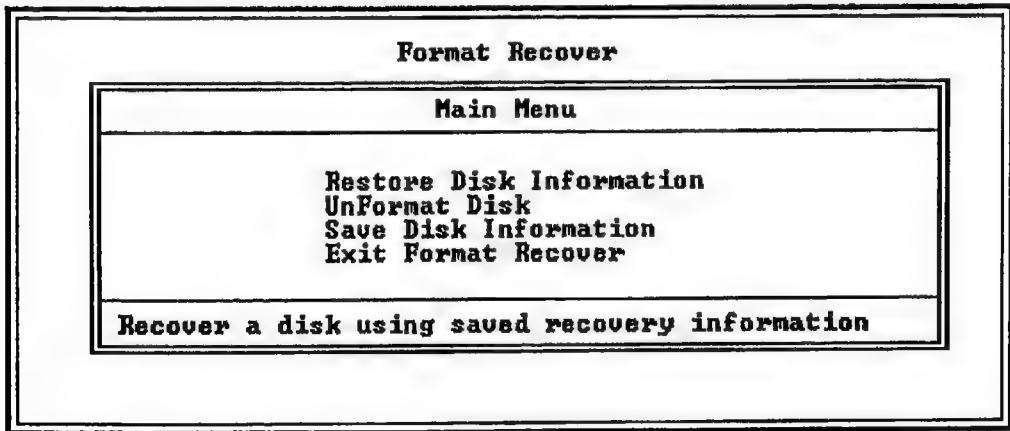 Format Recover
Main Menu
Restore Disk Information
UnFormat Disk
Save Disk Information
Exit Format Recover
Recover a disk using saved recovery information